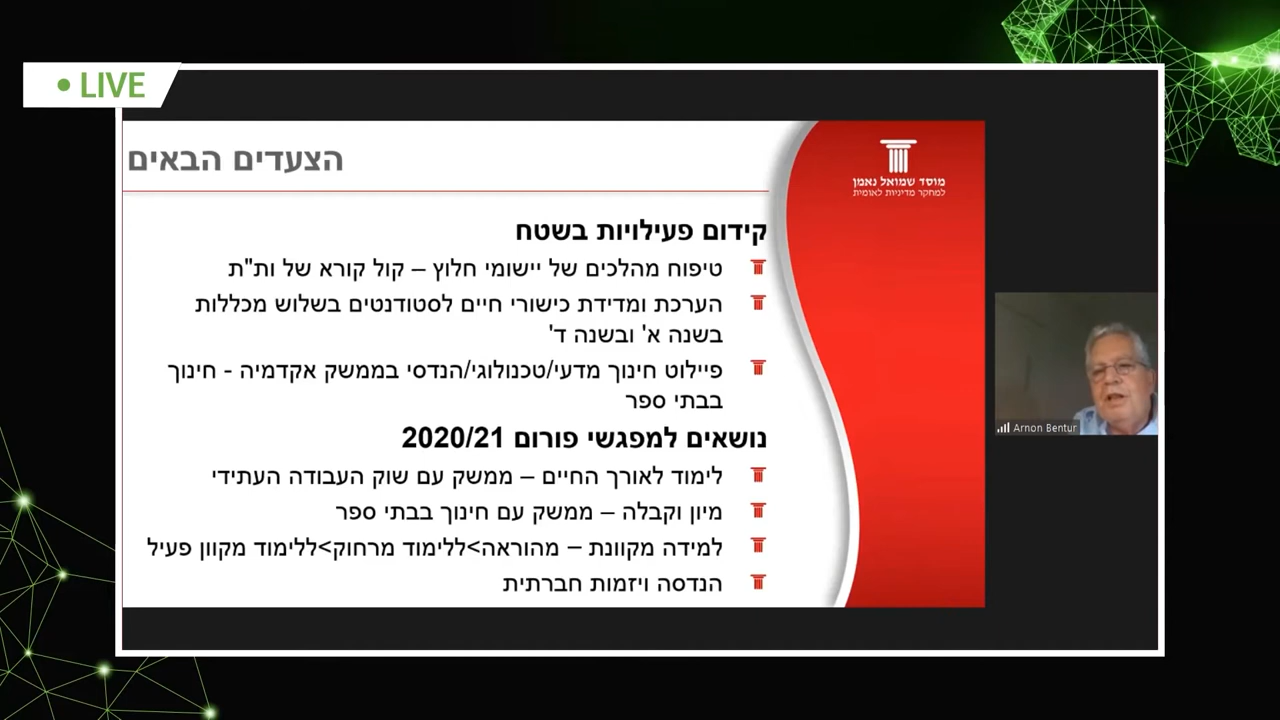 LIVE
הצעדים הבאים
מוסד שמואל נאמן
למחקר מדיניות לאומית
קידום פעילויות בשטח
טיפוח מהלכים של יישומי חלוץ – קול קורא של ות"ת
הערכת ומדידת כישורי חיים לסטודנטים בשלוש מכללות
בשנה א' ובשנה ד'
פיילוט חינוך מדעי/טכנולוגי/הנדסי בממשק אקדמיה - חינוך
בבתי ספר
נושאים למפגשי פורום 2020/21
לימוד לאורך החיים – ממשק עם שוק העבודה העתידי
מיון וקבלה – ממשק עם חינוך בבתי ספר
למידה מקוונת – מהוראה>ללימוד מרחוק>ללימוד מקוון פעיל
הנדסה ויזמות חברתית
Arnon Bentur